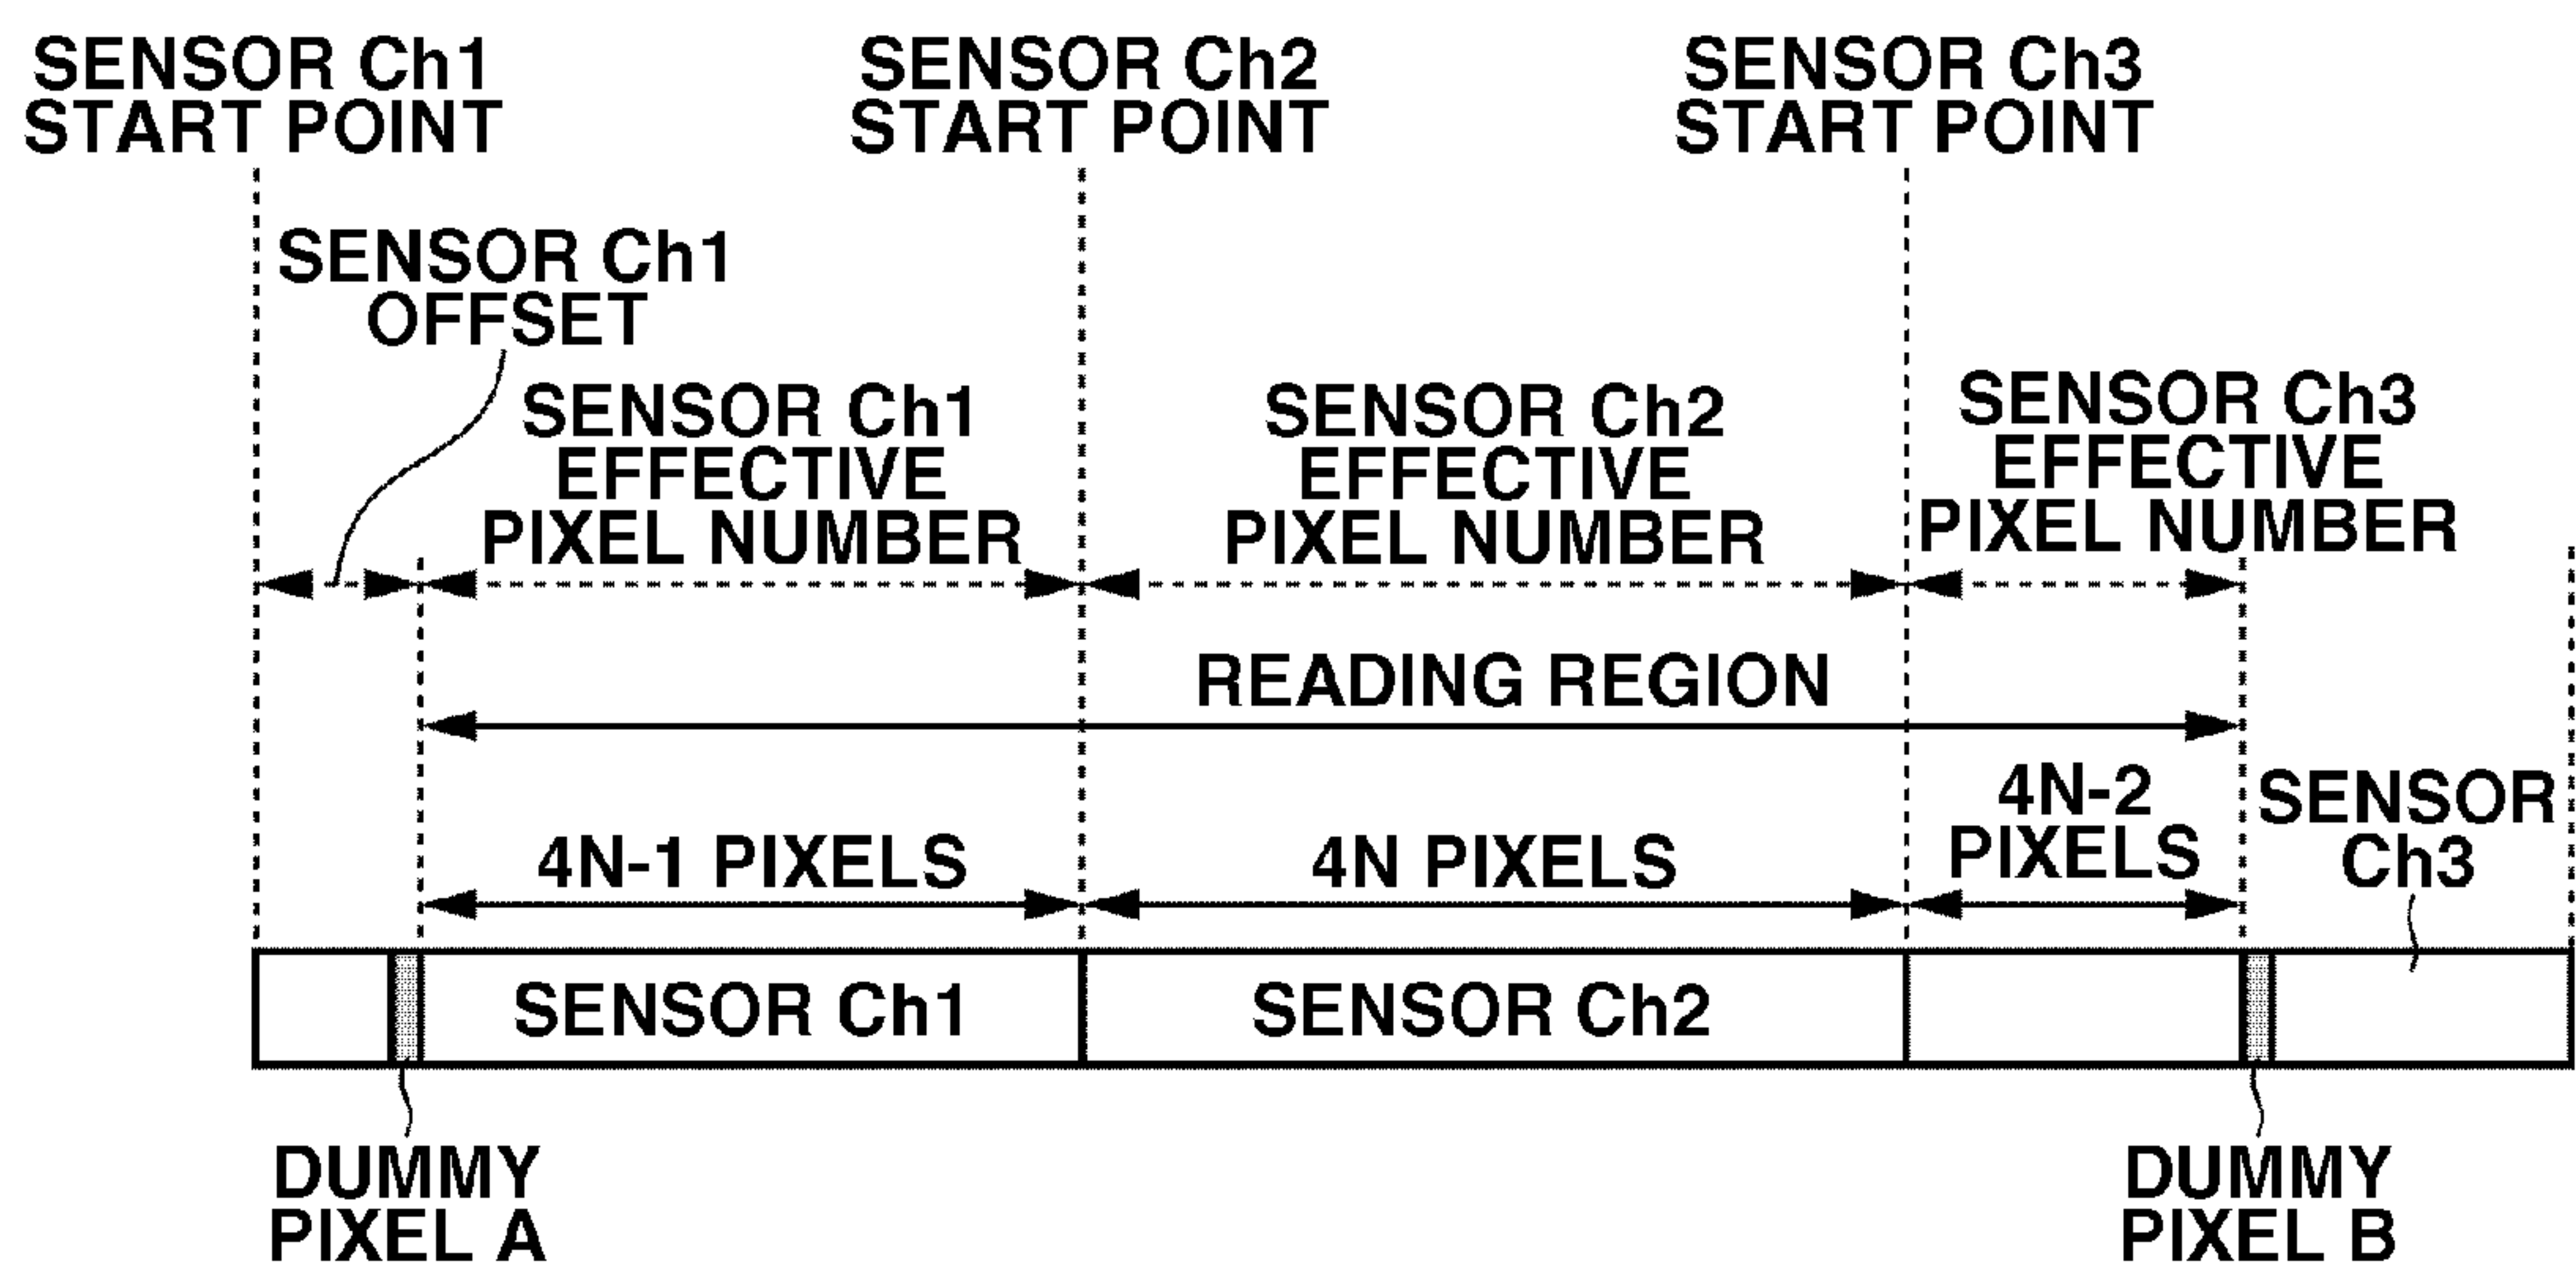 SENSOR Ch1
START POINT
SENSOR Ch2
START POINT
SENSOR Ch3
START POINT
SENSOR Ch1
OFFSET
SENSOR Ch1
EFFECTIVE
PIXEL NUMBER
SENSOR Ch2
EFFECTIVE
PIXEL NUMBER
SENSOR Ch3
EFFECTIVE
PIXEL NUMBER
READING REGION
4N-1 PIXELS
4N PIXELS
4N-2
PIXELS
SENSOR
Ch3
SENSOR Ch1
SENSOR Ch2
DUMMY
PIXEL A
DUMMY
PIXEL B